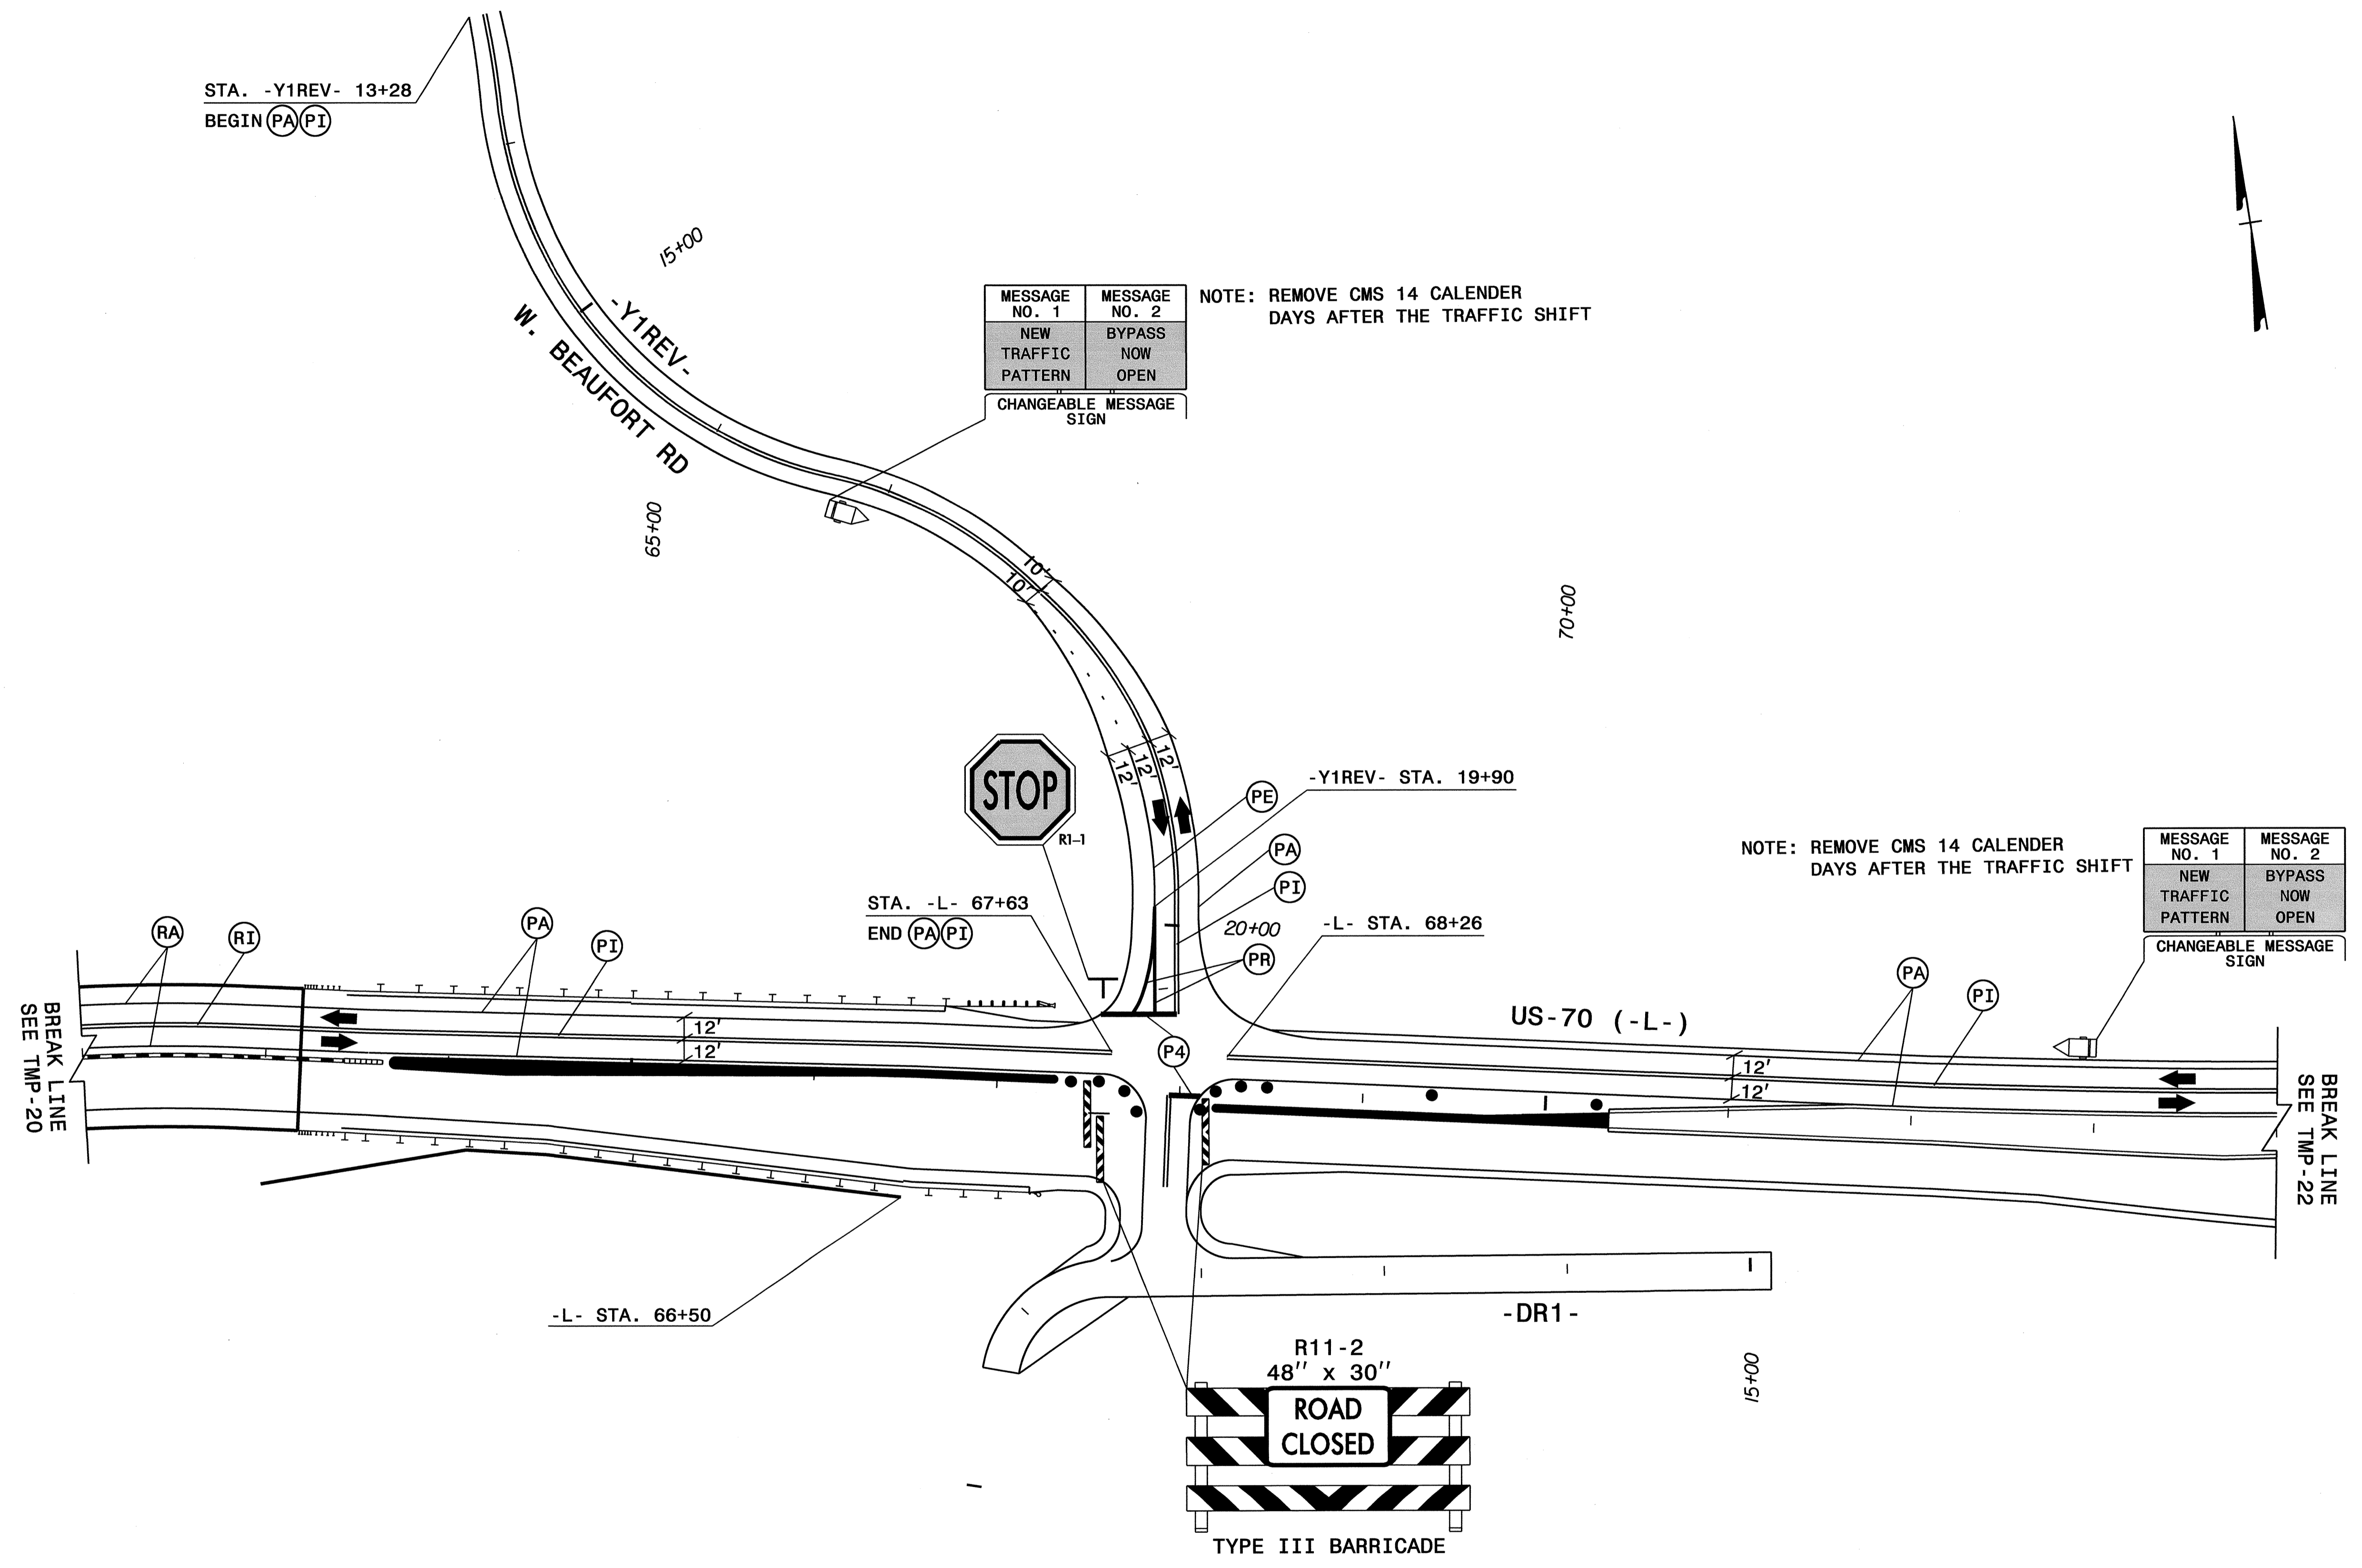 STA. -Y1REV- 13+28
BEGIN PA PI
15+00
-Y1REV-
W. BEAUFORT RD
MESSAGE NO. 1
MESSAGE NO. 2
NEW
BYPASS
TRAFFIC
NOW
PATTERN
OPEN
CHANGEABLE MESSAGE
SIGN
NOTE: REMOVE CMS 14 CALENDER
DAYS AFTER THE TRAFFIC SHIFT
65+00
70+00
10'
10'
12'
12'
12'
STOP
R1-1
-Y1REV- STA. 19+90
PE
PA
PI
20+00
PR
STA. -L- 67+63
END PA PI
-L- STA. 68+26
NOTE: REMOVE CMS 14 CALENDER
DAYS AFTER THE TRAFFIC SHIFT
MESSAGE NO. 1
MESSAGE NO. 2
NEW
BYPASS
TRAFFIC
NOW
PATTERN
OPEN
CHANGEABLE MESSAGE
SIGN
RA
RI
PA
PI
PA
PI
US-70 (-L-)
P4
12'
12'
12'
12'
BREAK LINE
SEE TMP-20
BREAK LINE
SEE TMP-22
-L- STA. 66+50
-DR1-
15+00
R11-2
48" x 30"
ROAD
CLOSED
TYPE III BARRICADE